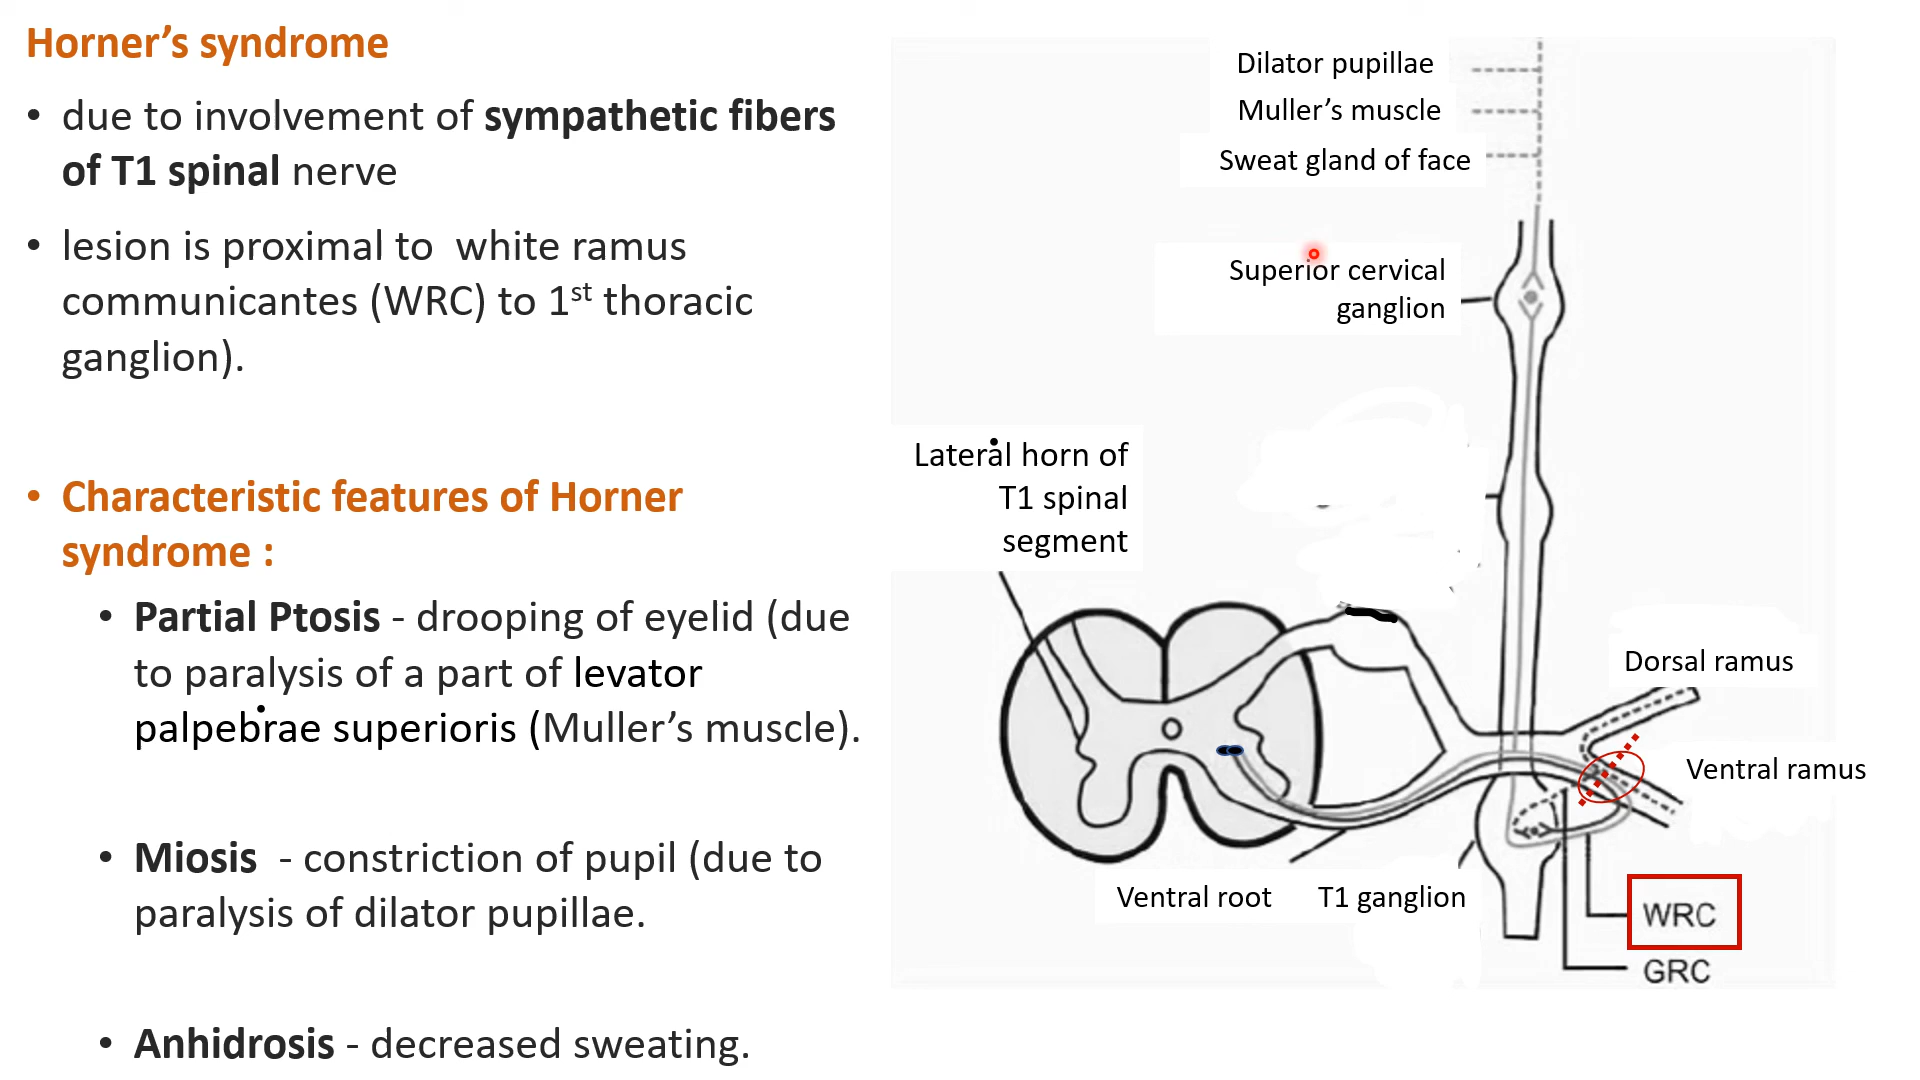 Horner’s syndrome
• due to involvement of sympathetic fibers
of T1 spinal nerve
• lesion is proximal to white ramus
communicantes (WRC) to 1st thoracic
ganglion).
• Characteristic features of Horner
syndrome :
• Partial Ptosis - drooping of eyelid (due
to paralysis of a part of levator
palpebrae superioris (Muller’s muscle).
• Miosis - constriction of pupil (due to
paralysis of dilator pupillae.
• Anhidrosis - decreased sweating.
Dilator pupillae
Muller’s muscle
Sweat gland of face
Superior cervical
ganglion
Lateral horn of
T1 spinal
segment
Dorsal ramus
Ventral ramus
Ventral root
T1 ganglion
WRC
GRC